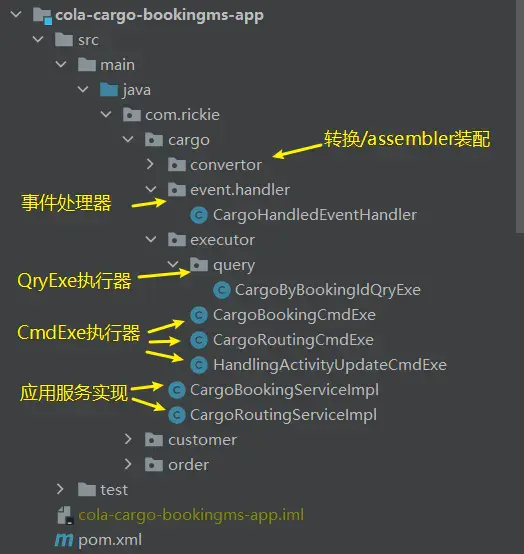 cola-cargo-bookingms-app
src
main
java
com.rickie
cargo
转换/assembler装配
convertor
event.handler
事件处理器
CargoHandledEventHandler
executor
query
QryExe执行器
CargoByBookingIdQryExe
CargoBookingCmdExe
CmdExe执行器
CargoRoutingCmdExe
HandlingActivityUpdateCmdExe
应用服务实现
CargoBookingServiceImpl
CargoRoutingServiceImpl
customer
order
test
cola-cargo-bookingms-app.iml
pom.xml